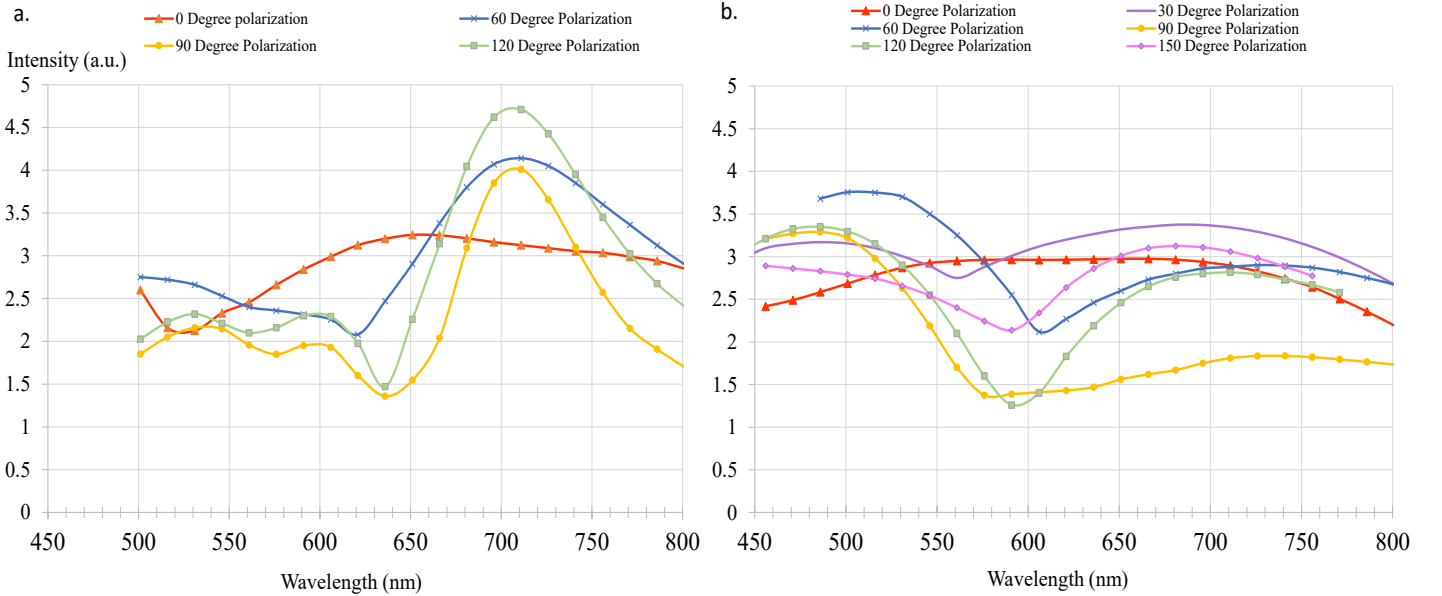 a.
0 Degree polarization
60 Degree Polarization
90 Degree Polarization
120 Degree Polarization
Intensity (a.u.)
5
4.5
4
3.5
3
2.5
2
1.5
1
0.5
0
450 500 550 600 650 700 750 800
Wavelength (nm)
b.
0 Degree Polarization
30 Degree Polarization
60 Degree Polarization
90 Degree Polarization
120 Degree Polarization
150 Degree Polarization
5
4.5
4
3.5
3
2.5
2
1.5
1
0.5
0
450 500 550 600 650 700 750 800
Wavelength (nm)